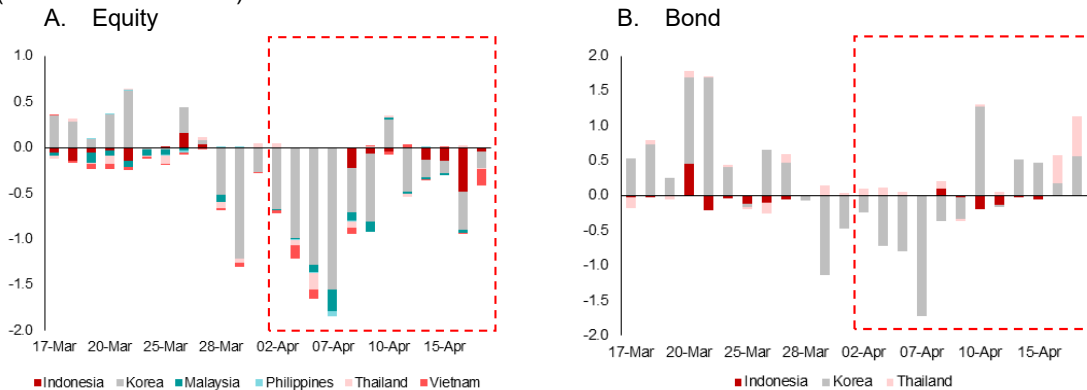 A. Equity
1.0
0.5
0.0
-0.5
-1.0
-1.5
-2.0
17-Mar 20-Mar 25-Mar 28-Mar 02-Apr 07-Apr 10-Apr 15-Apr
Indonesia Korea Malaysia Philippines Thailand Vietnam
B. Bond
2.0
1.5
1.0
0.5
0.0
-0.5
-1.0
-1.5
-2.0
17-Mar 20-Mar 25-Mar 28-Mar 02-Apr 07-Apr 10-Apr 15-Apr
Indonesia Korea Thailand